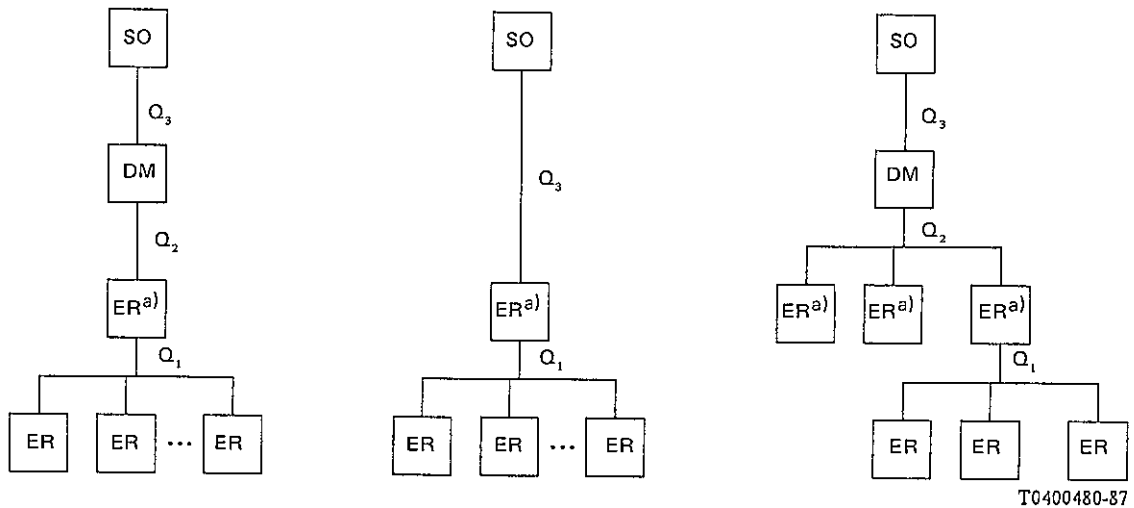 SO
Q₃
DM
Q₂
ERa)
Q₁
ER ER ... ER
SO
Q₃
ERa)
Q₁
ER ER ... ER
SO
Q₃
DM
Q₂
ERa) ERa) ERa)
Q₁
ER ER ER
T0400480-87